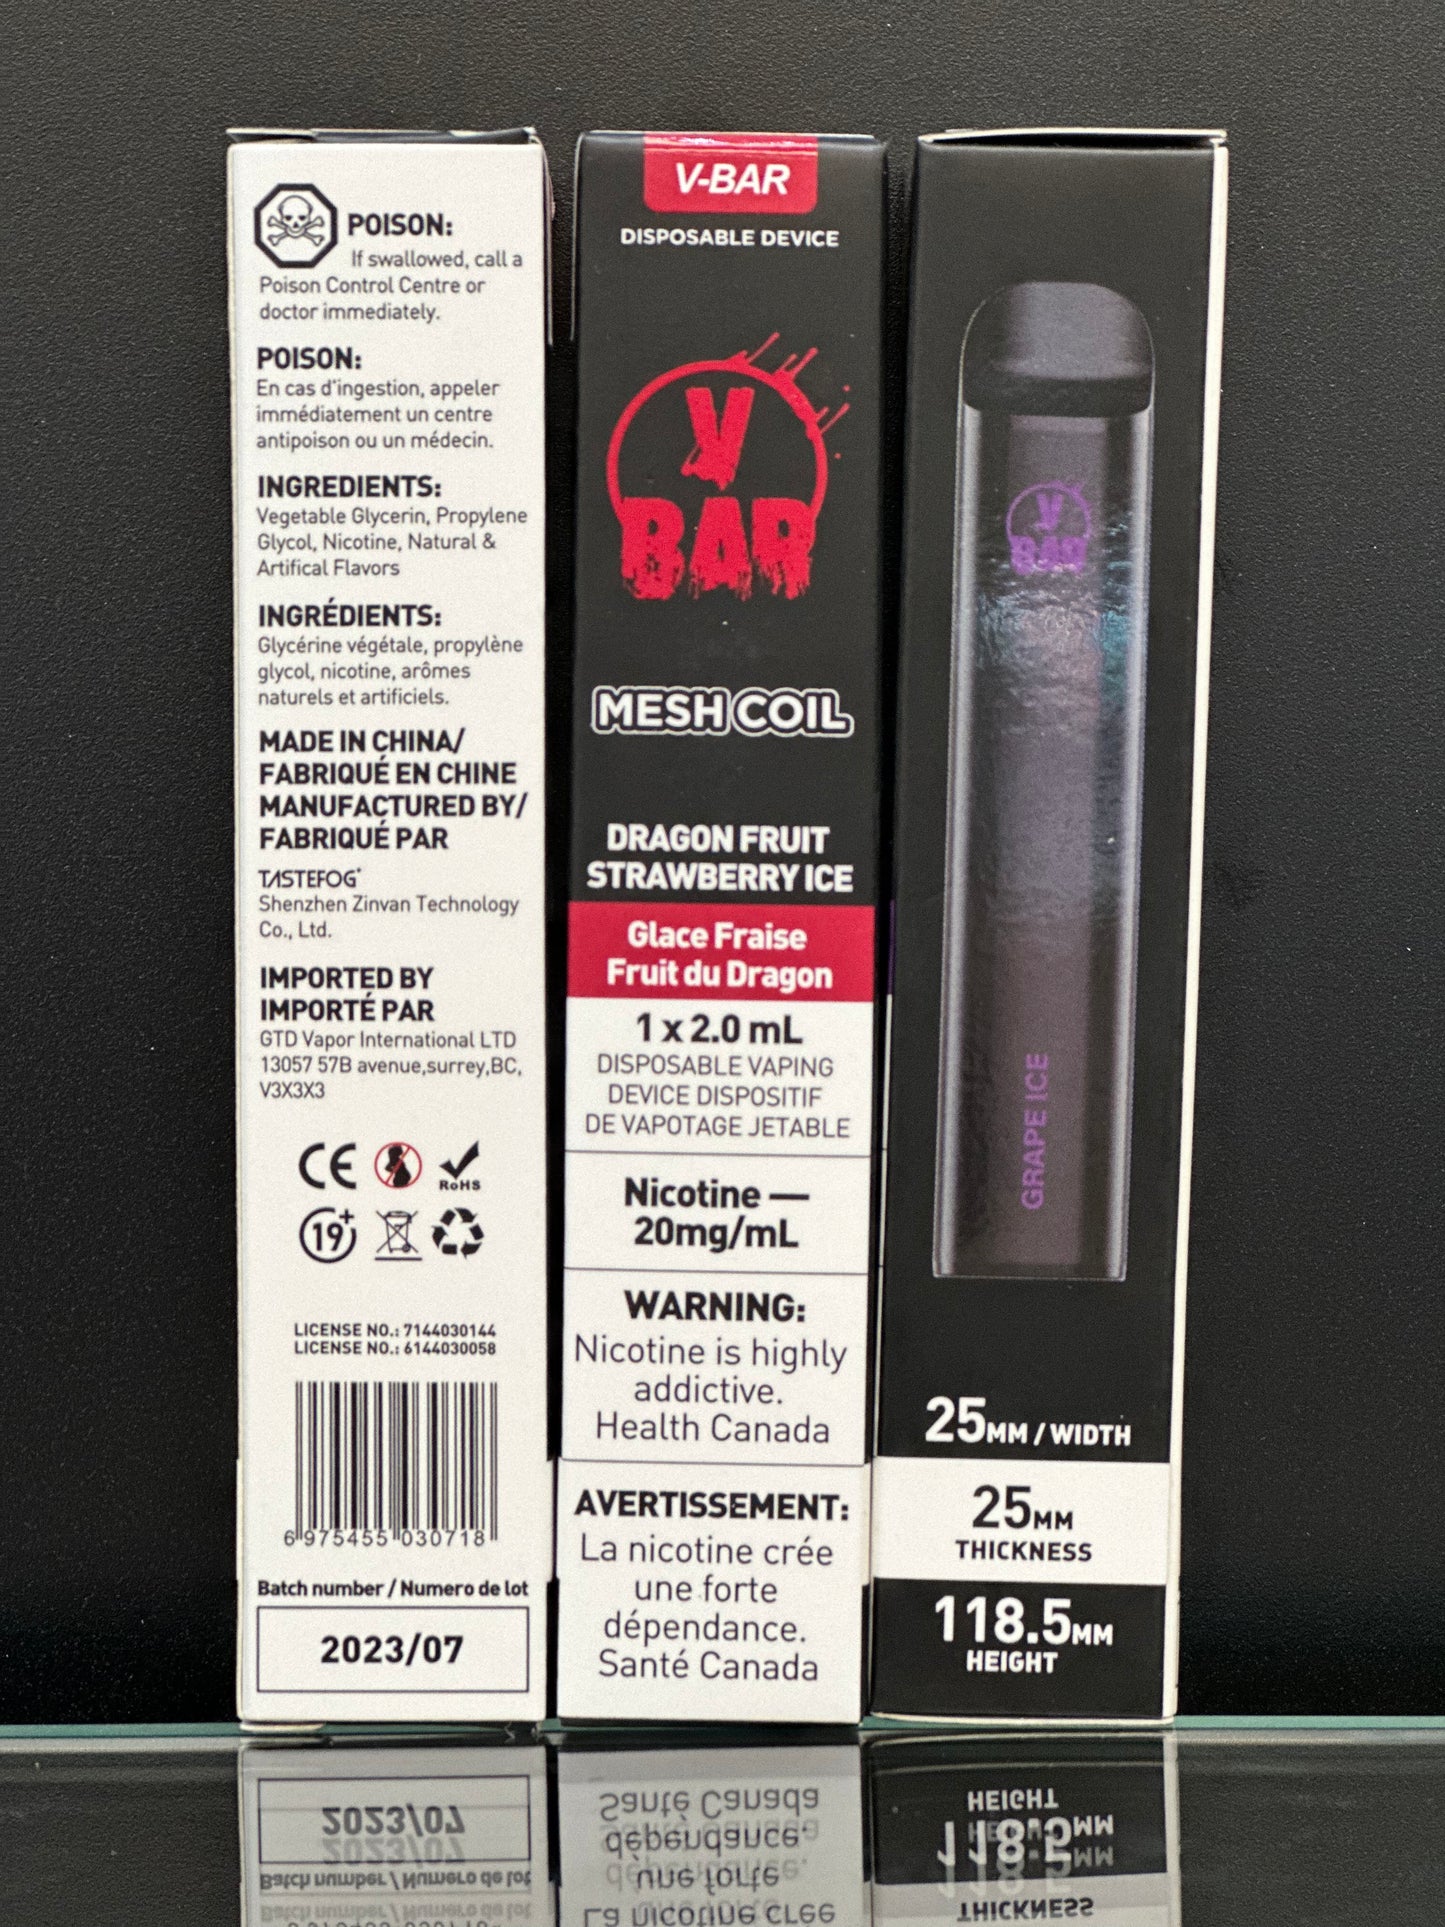 POISON:
If swallowed, call a
Poison Control Centre or
doctor immediately.
POISON:
En cas d'ingestion, appeler
immédiatement un centre
antipoison ou un médecin.
INGREDIENTS:
Vegetable Glycerin, Propylene
Glycol, Nicotine, Natural &
Artifical Flavors
INGRÉDIENTS:
Glycérine végétale, propylène
glycol, nicotine, arômes
naturels et artificiels.
MADE IN CHINA/
FABRIQUÉ EN CHINE
MANUFACTURED BY/
FABRIQUÉ PAR
TASTEFOG
Shenzhen Zinvan Technology
Co., Ltd.
IMPORTED BY
IMPORTÉ PAR
GTD Vapor International LTD
13057 57B avenue,surrey,BC,
V3X3X3
CE
RoHS
19+
LICENSE NO.: 7144030144
LICENSE NO.: 6144030058
6 975455 030718
Batch number / Numero de lot
2023/07
V-BAR
DISPOSABLE DEVICE
V
BAR
MESH COIL
DRAGON FRUIT
STRAWBERRY ICE
Glace Fraise
Fruit du Dragon
1 x 2.0 mL
DISPOSABLE VAPING
DEVICE DISPOSITIF
DE VAPOTAGE JETABLE
Nicotine —
20mg/mL
WARNING:
Nicotine is highly
addictive.
Health Canada
AVERTISSEMENT:
La nicotine crée
une forte
dépendance.
Santé Canada
V
BAR
GRAPE ICE
25MM / WIDTH
25MM
THICKNESS
118.5MM
HEIGHT